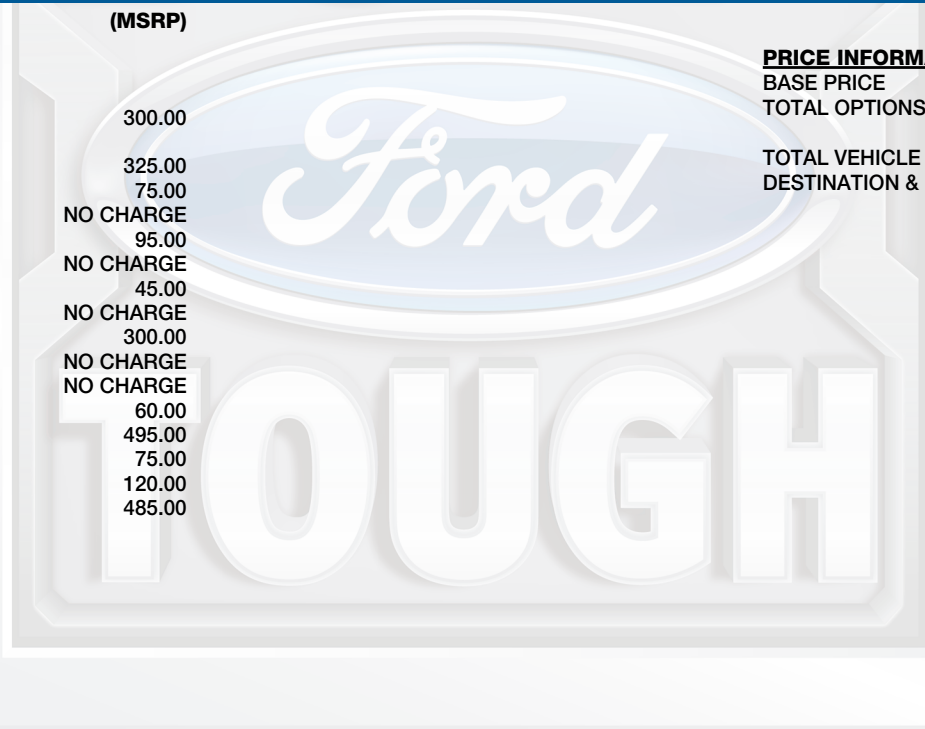 (MSRP)
300.00
325.00
75.00
NO CHARGE
95.00
NO CHARGE
45.00
NO CHARGE
300.00
NO CHARGE
NO CHARGE
60.00
495.00
75.00
120.00
485.00
PRICE INFORMA
BASE PRICE
TOTAL OPTIONS
TOTAL VEHICLE
DESTINATION &
Ford
TOUGH